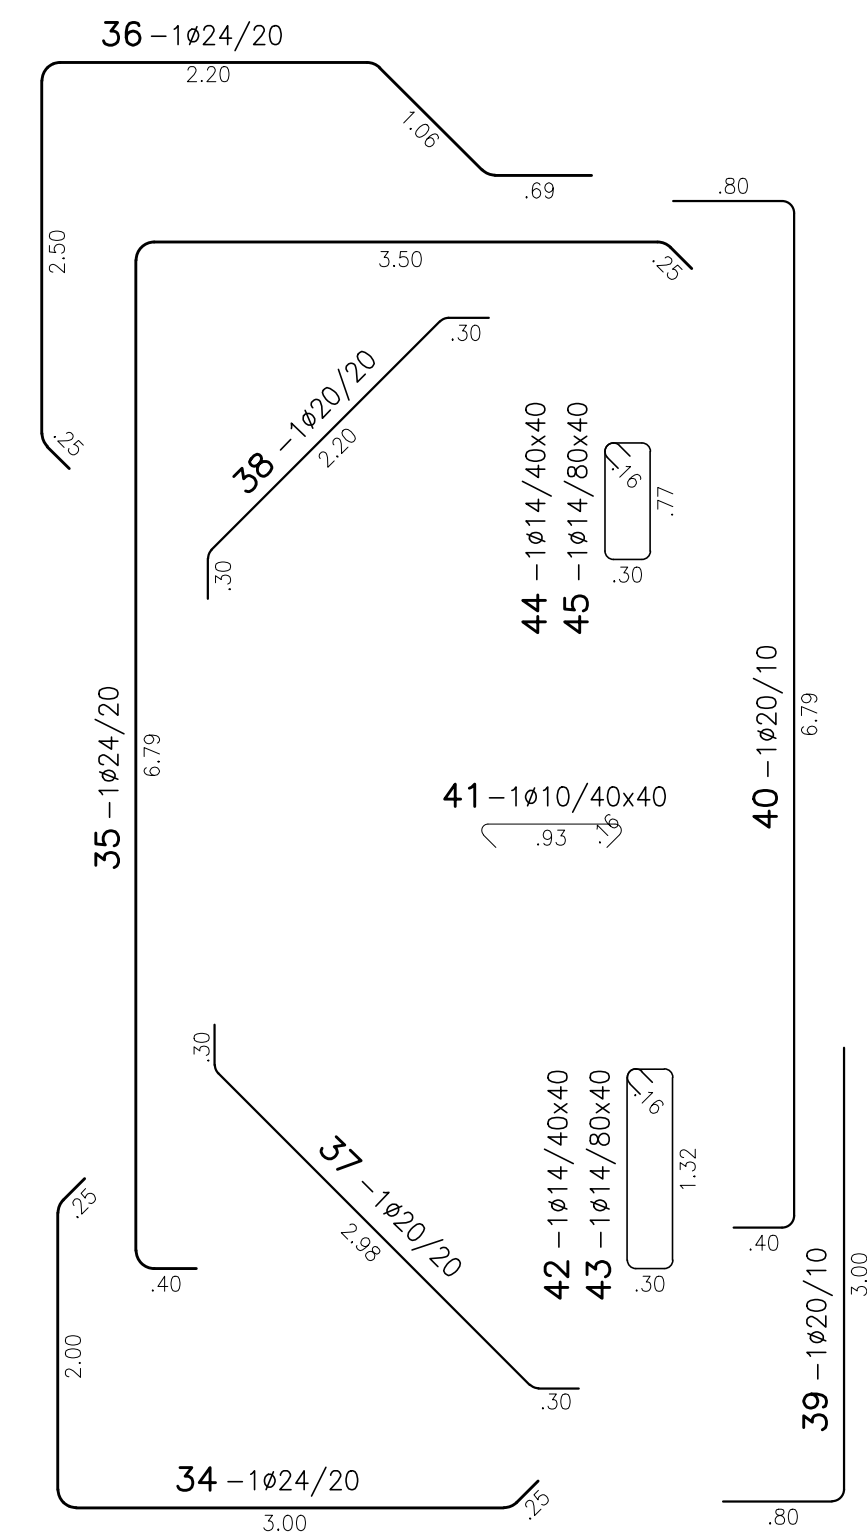 36 –1ø24/20
2.20
1.06
.69
.80
2.50
3.50
.25
.30
38 –1ø20/20
2.20
.25
44 –1ø14/40x40
45 –1ø14/80x40
.16
.77
.30
.30
35 –1ø24/20
6.79
40 –1ø20/10
6.79
41 –1ø10/40x40
.93
.16
.30
37 –1ø20/20
2.98
42 –1ø14/40x40
43 –1ø14/80x40
.16
1.32
.30
.25
.40
.40
39 –1ø20/10
3.00
2.00
.30
34 –1ø24/20
3.00
.25
.80